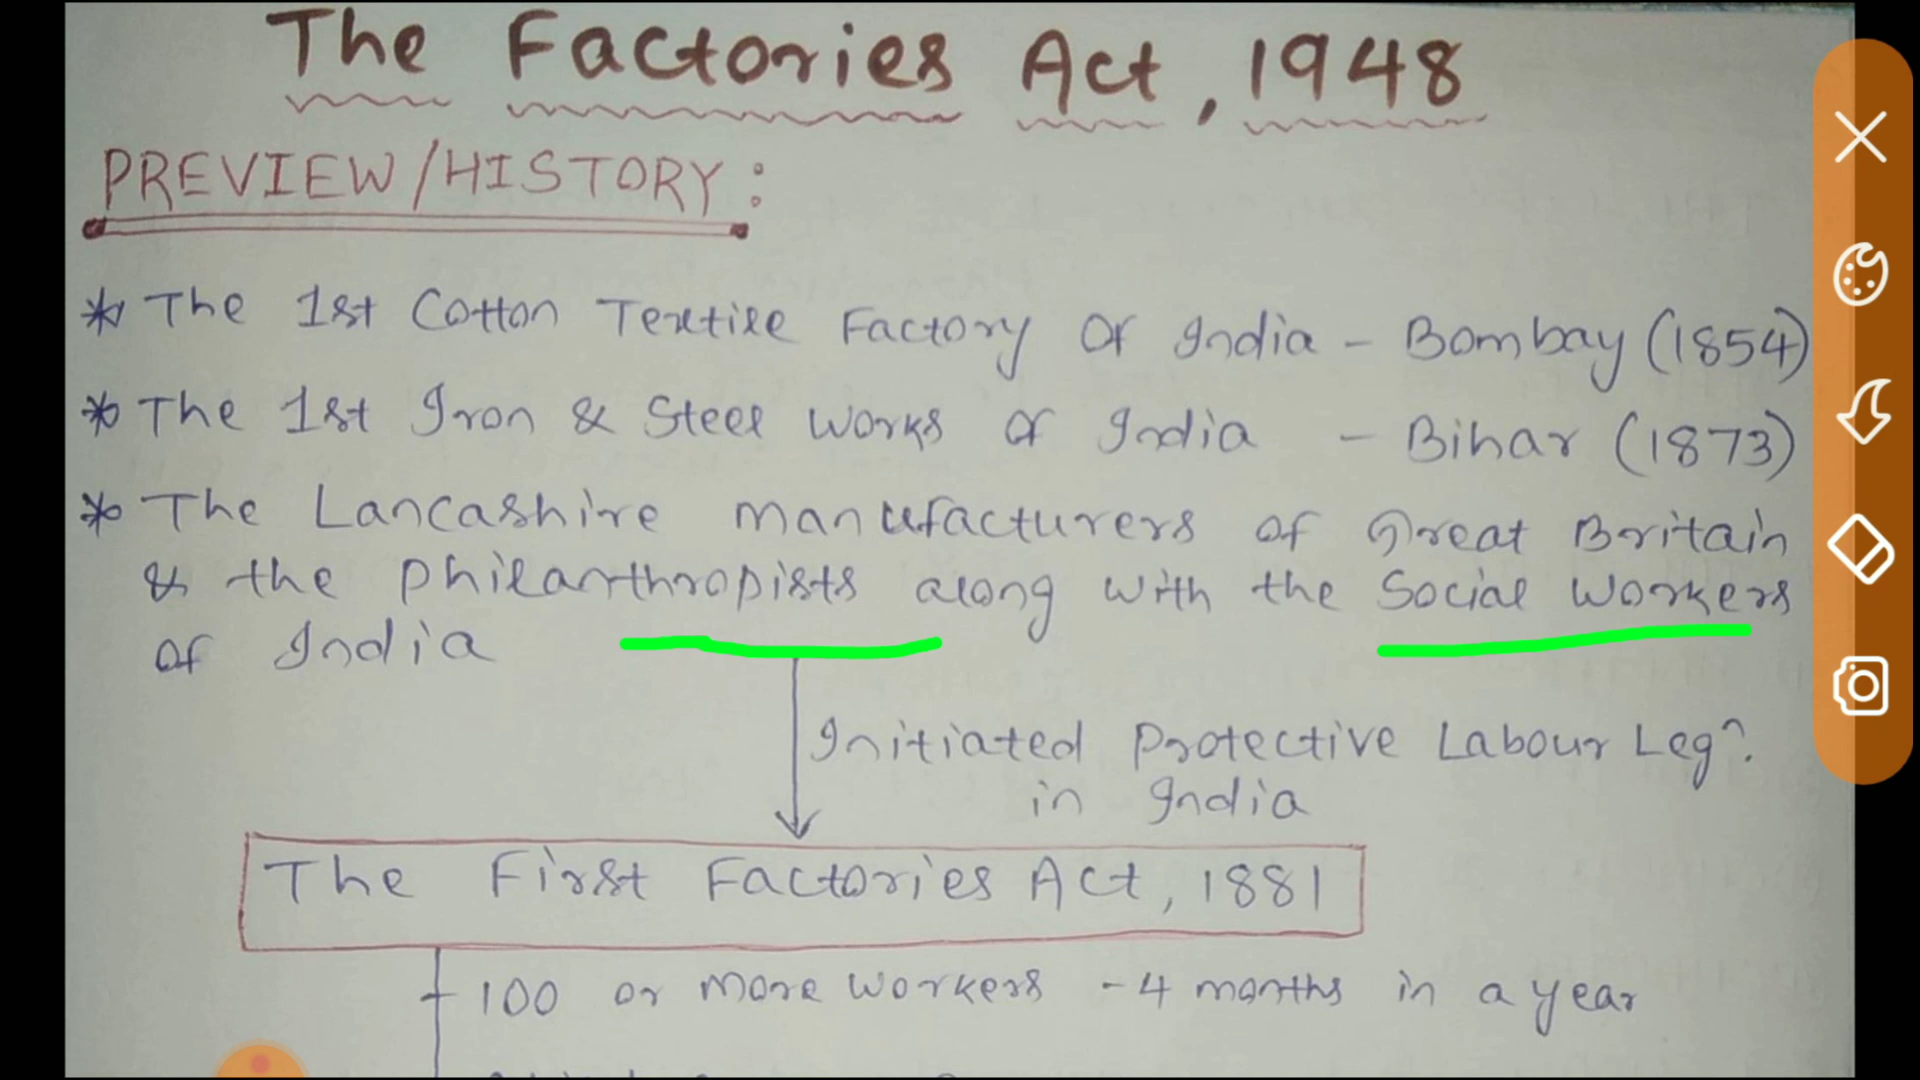 The Factories Act, 1948
PREVIEW/HISTORY:
* The 1st Cotton Textile Factory of India - Bombay (1854)
* The 1st Iron & Steel Works of India - Bihar (1873)
* The Lancashire manufacturers of Great Britain
& the philanthropists along with the Social Workers
of India
Initiated Protective Labour Legn.
in India
The First Factories Act, 1881
100 or more workers - 4 months in a year